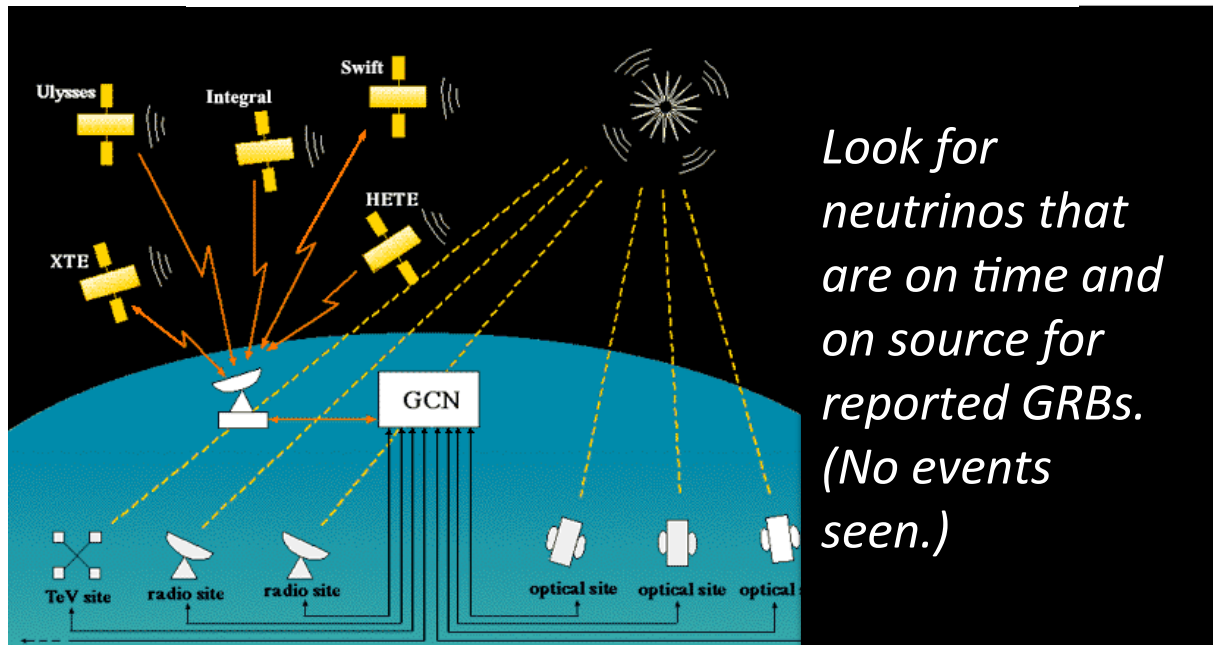 Ulysses
Integral
Swift
HETE
XTE
GCN
TeV site
radio site
radio site
optical site
optical site
optical s
Look for
neutrinos that
are on time and
on source for
reported GRBs.
(No events
seen.)